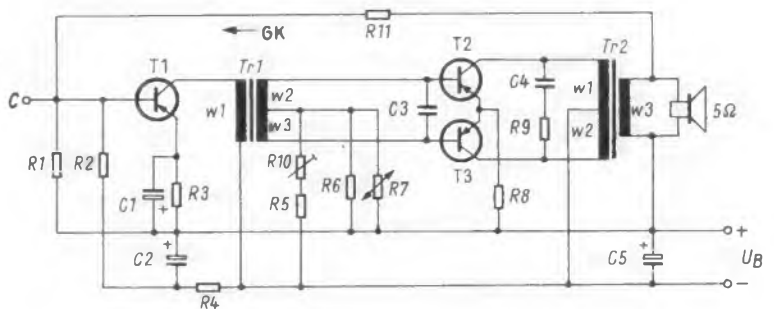 GK
R11
T1
Tr1
T2
Tr2
C
w1
w2
w3
C3
C4
w1
w2
w3
5Ω
R9
R1
R2
R10
T3
R3
C1
R6
R7
R5
R8
+
+
+
+
C2
C5
U_B
−
R4